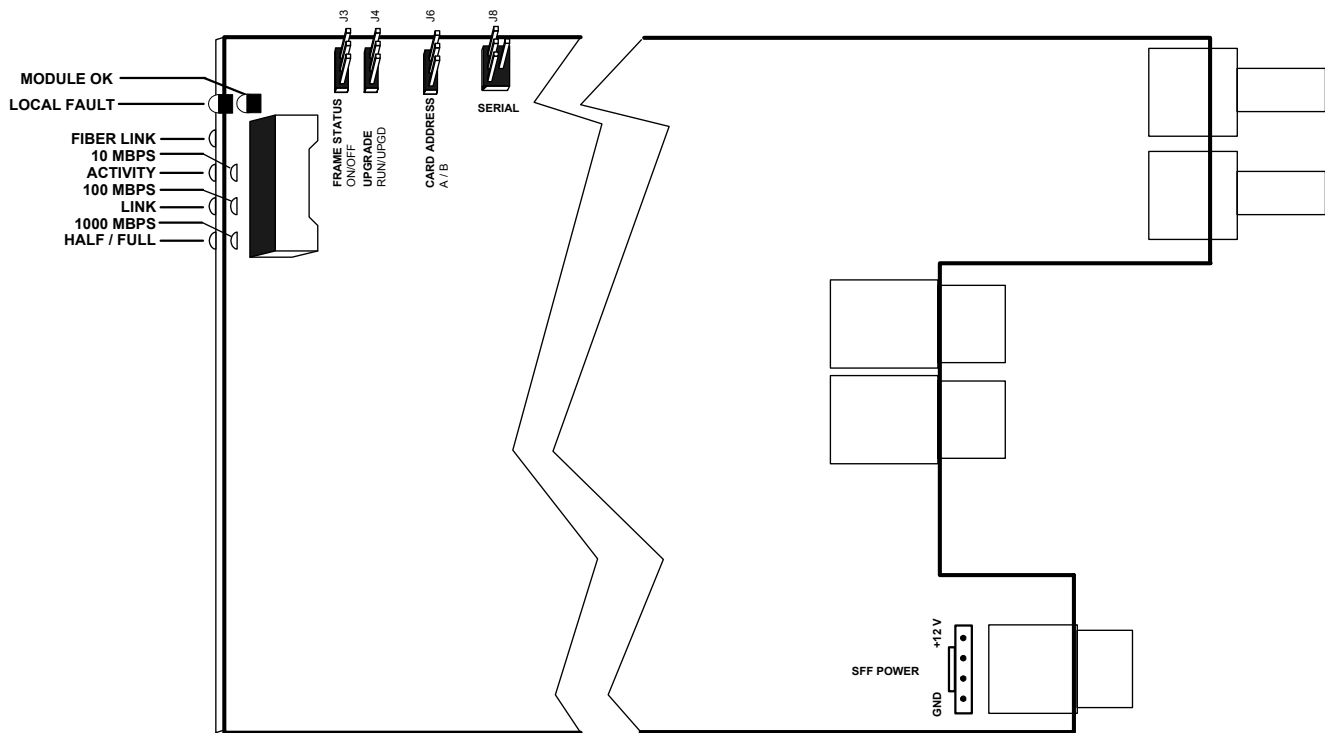 J3
J4
J6
J8
MODULE OK
LOCAL FAULT
FIBER LINK
10 MBPS
ACTIVITY
100 MBPS
LINK
1000 MBPS
HALF / FULL
FRAME STATUS
ON/OFF
UPGRADE
RUN/UPGD
CARD ADDRESS
A / B
SERIAL
+12 V
SFF POWER
GND